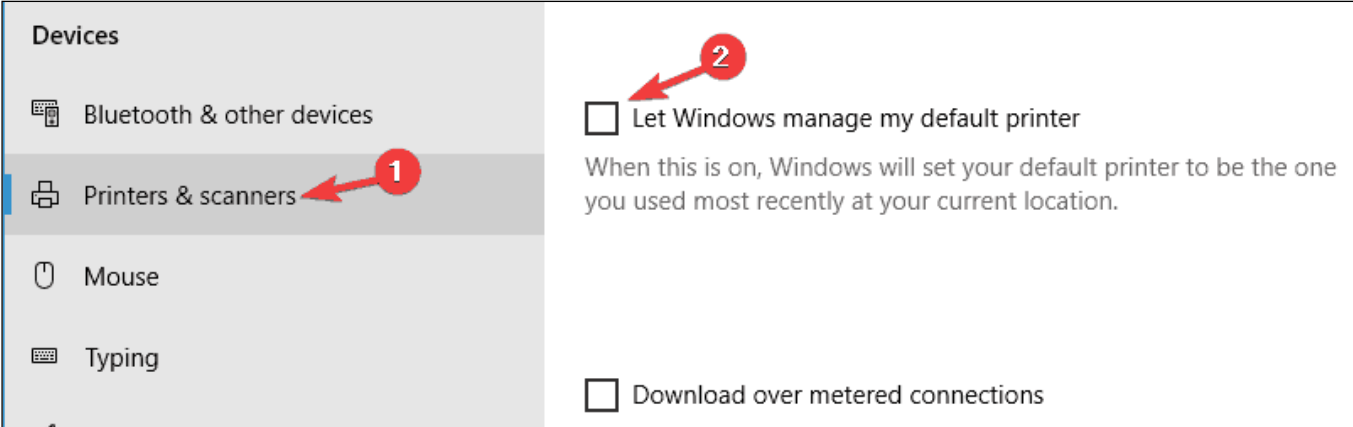 Devices
Bluetooth & other devices
Printers & scanners
1
Mouse
Typing
2
Let Windows manage my default printer
When this is on, Windows will set your default printer to be the one
you used most recently at your current location.
Download over metered connections